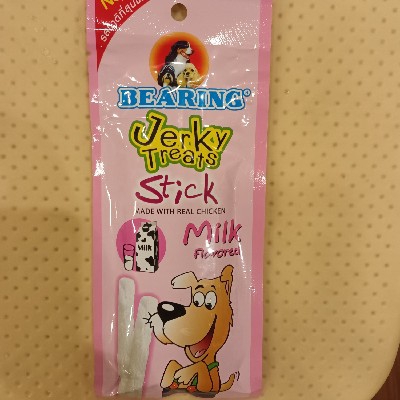 BEARING®
Jerky
Treats
Stick
MADE WITH REAL CHICKEN
Milk
Flavored
MILK